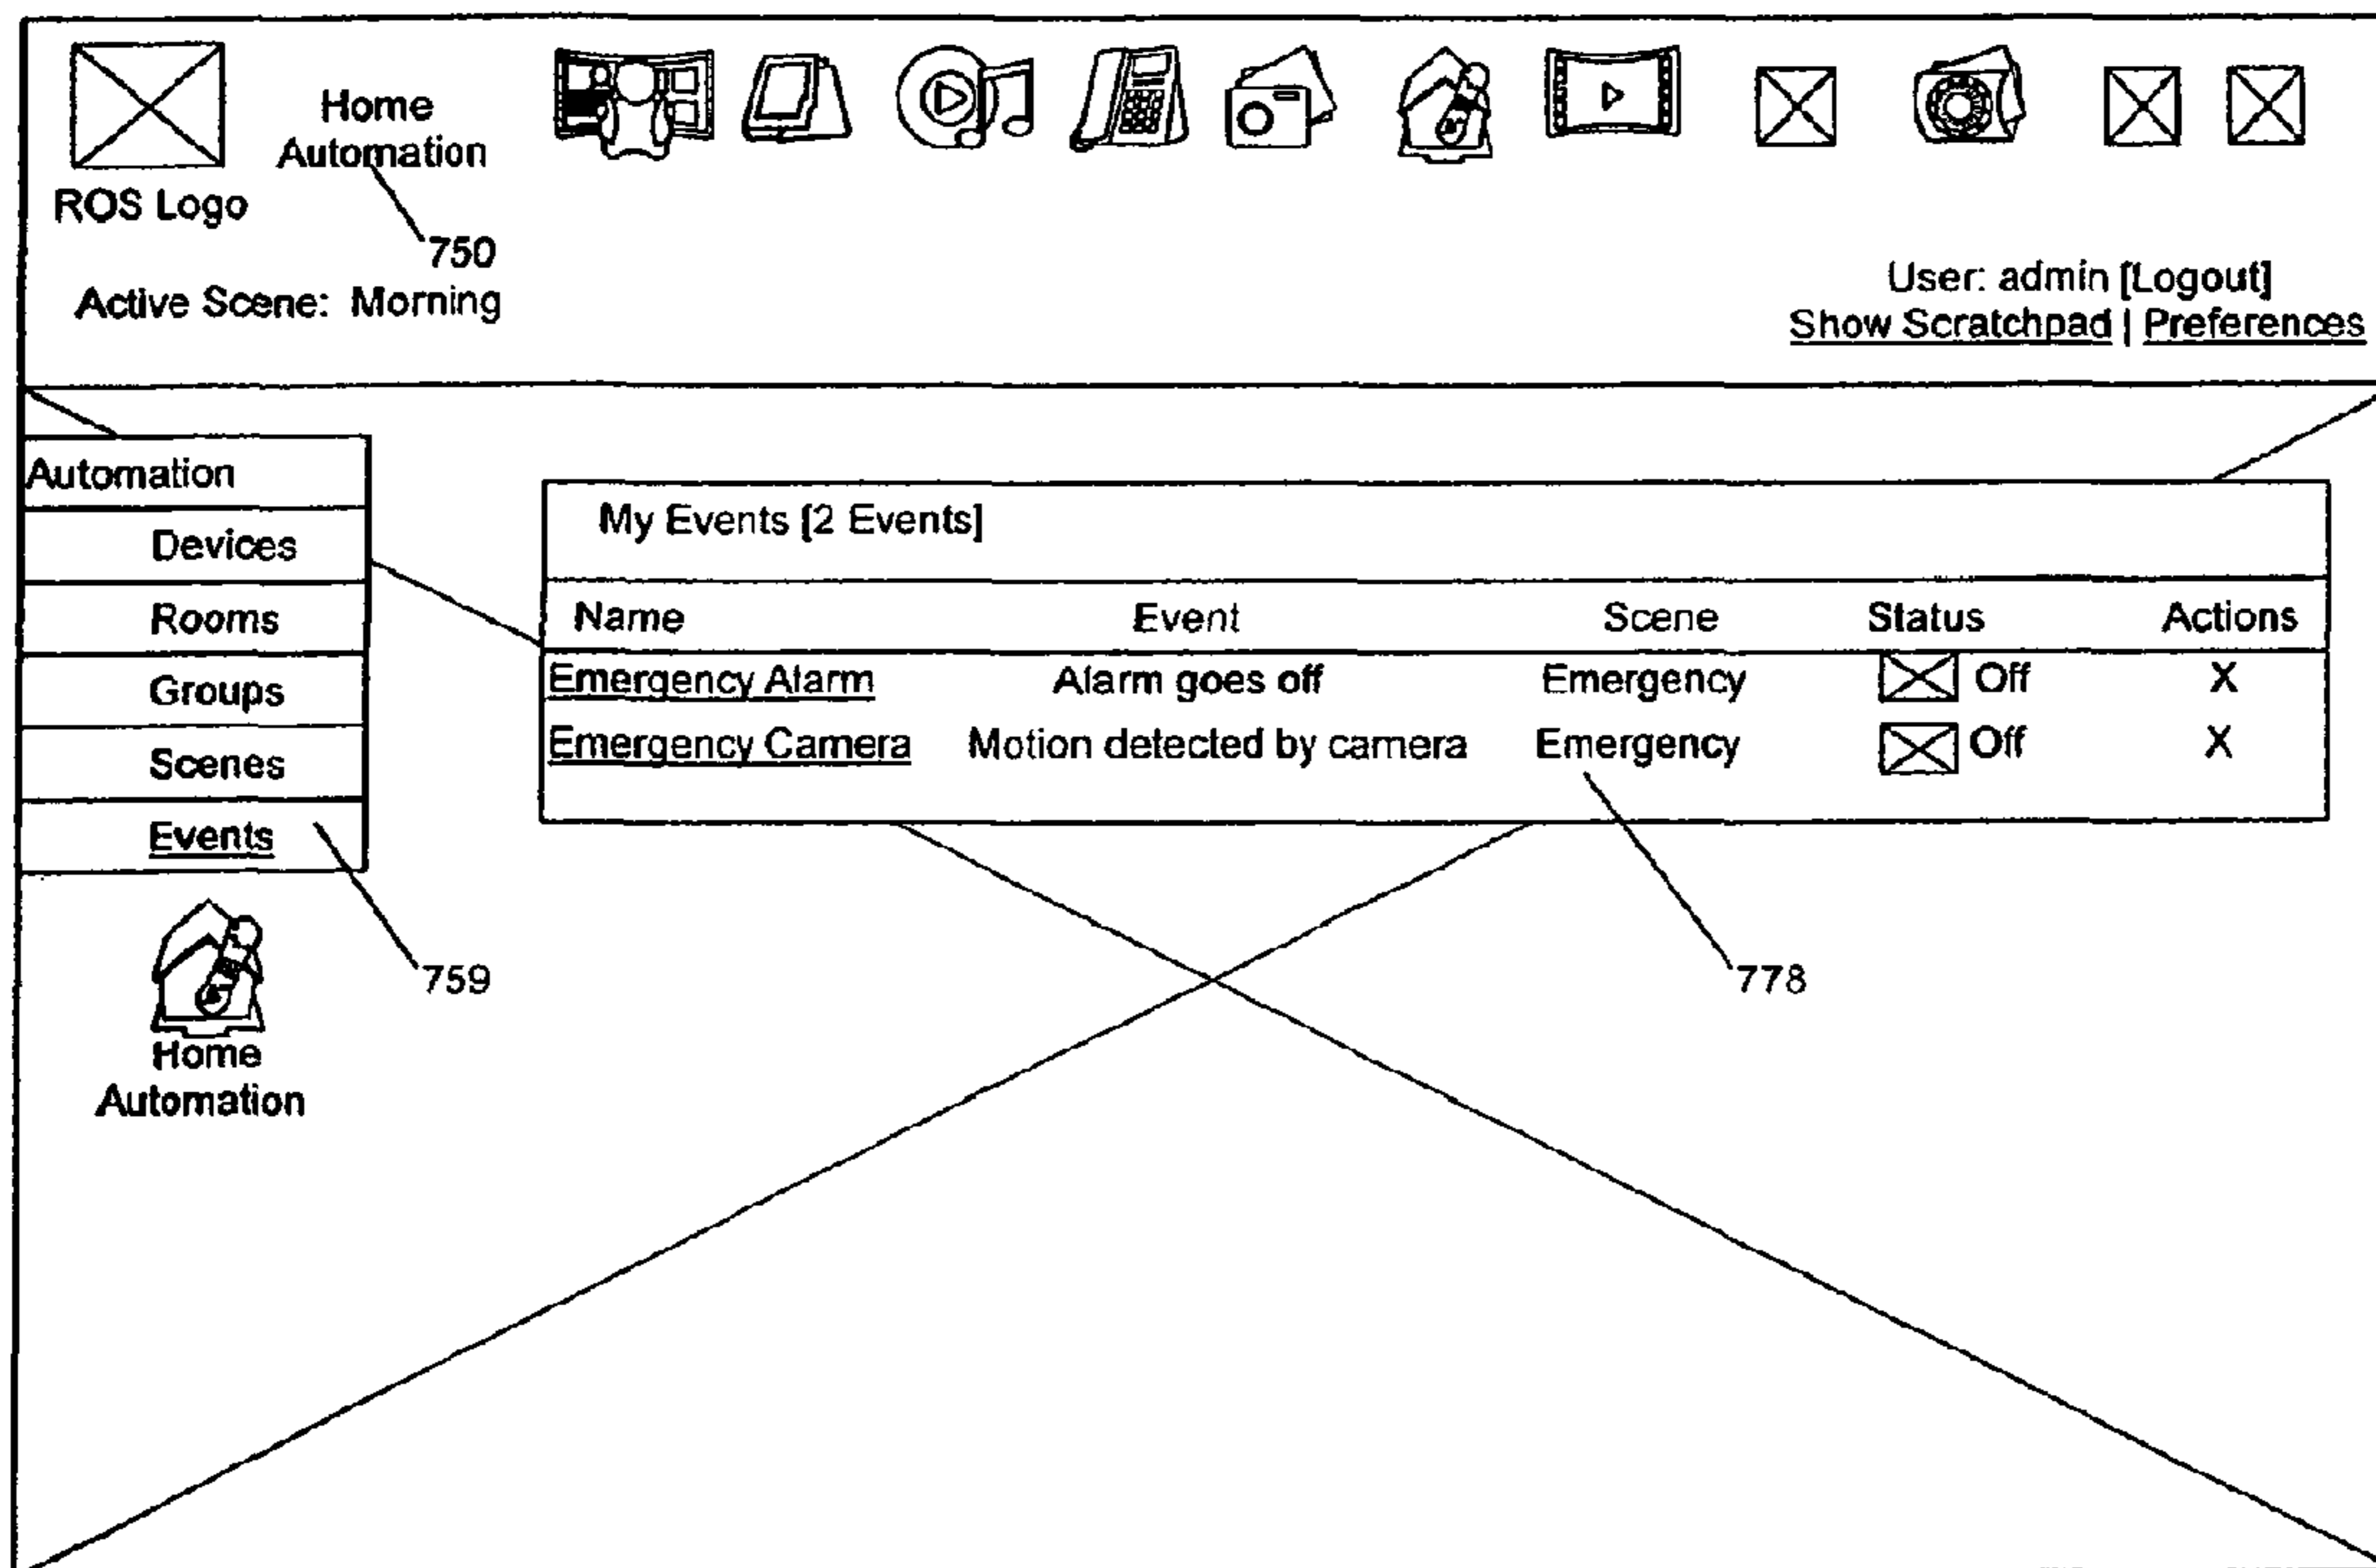 Home
Automation
ROS Logo
750
Active Scene: Morning
User: admin [Logout]
Show Scratchpad | Preferences
Automation
Devices
Rooms
Groups
Scenes
Events
759
Home
Automation
My Events [2 Events]
Name Event Scene Status Actions
Emergency Alarm Alarm goes off Emergency Off X
Emergency Camera Motion detected by camera Emergency Off X
778